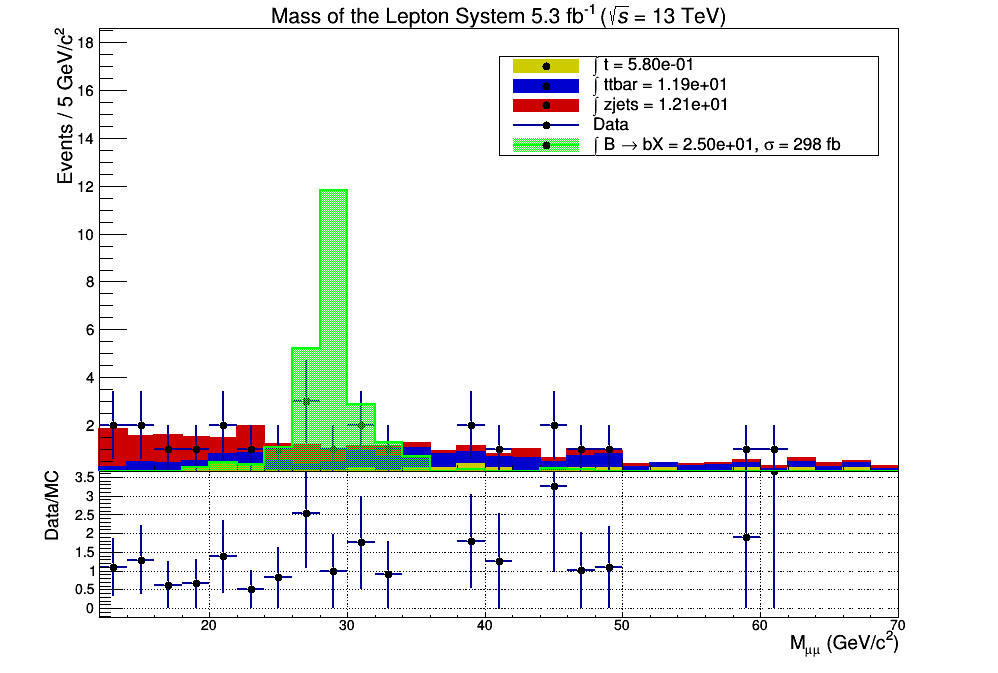 Mass of the Lepton System 5.3 fb⁻¹ (√s = 13 TeV)
Events / 5 GeV/c²
18
16
14
12
10
8
6
4
2
∫ t = 5.80e-01
∫ ttbar = 1.19e+01
∫ zjets = 1.21e+01
Data
∫ B → bX = 2.50e+01, σ = 298 fb
Data/MC
3.5
3
2.5
2
1.5
1
0.5
0
20 30 40 50 60 70
M_μμ (GeV/c²)